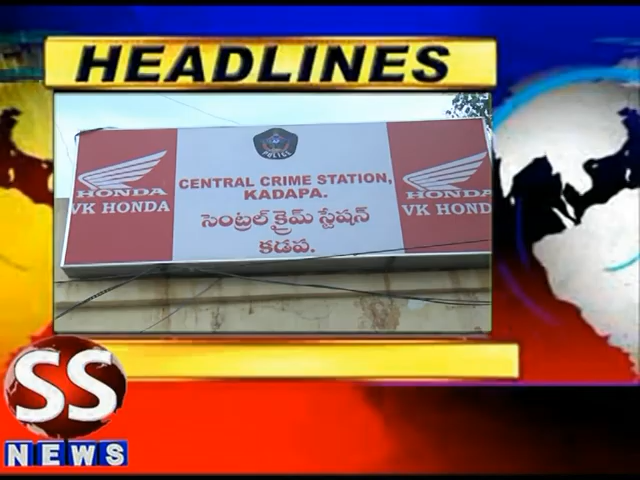 HEADLINES
POLICE
CENTRAL CRIME STATION,
KADAPA.
సెంట్రల్ క్రైమ్ స్టేషన్
కడప.
HONDA
VK HONDA
HONDA
VK HOND
SS
NEWS